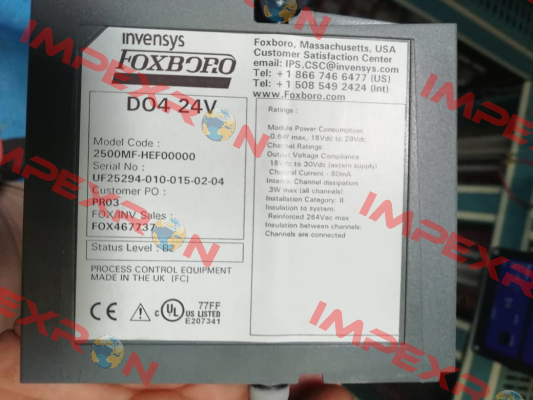 invensys
FOXBORO
DO4 24V
Model Code :
2500MF-HEF00000
Serial No :
UF25294-010-015-02-04
Customer PO :
PR03
FOX/INV Sales :
FOX467737
Status Level : B2
PROCESS CONTROL EQUIPMENT
MADE IN THE UK [FC]
CE
C UL US LISTED
77FF
E207341
Foxboro, Massachusetts, USA
Customer Satisfaction Center
email: IPS.CSC@invensys.com
Tel: + 1 866 746 6477 (US)
Tel: + 1 508 549 2424 (Int)
www.Foxboro.com
Ratings :
Module Power Consumption
0.6W max, 18Vdc to 29Vdc
Channel Ratings:
Output Voltage Compliance
18Vdc to 30Vdc (extern supply)
Channel Current - 80mA
Internal Channel dissipation
3W max (all channels)
Installation Category: II
Insulation to system:
Reinforced 264Vac max
Insulation between channels:
Channels are connected
IMPEXRON
IMPEXRON
IMPEXRON
IMPEXRON